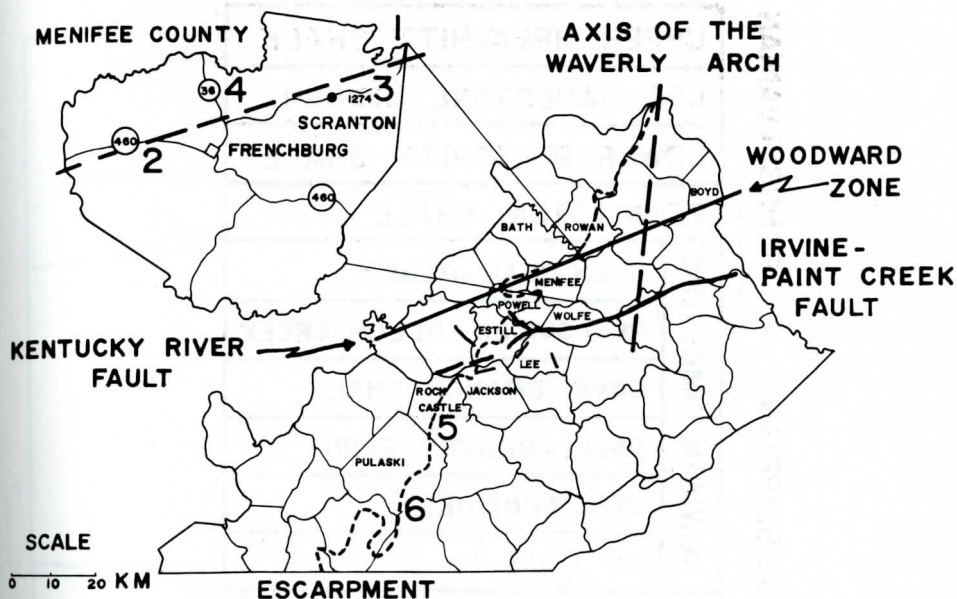 MENIFEE COUNTY
36
4
460
2
1274
3
SCRANTON
FRENCHBURG
460
AXIS OF THE
WAVERLY ARCH
WOODWARD
ZONE
IRVINE-
PAINT CREEK
FAULT
KENTUCKY RIVER
FAULT
BOYD
BATH
ROWAN
MENIFEE
POWELL
WOLFE
ESTILL
LEE
ROCK
CASTLE
JACKSON
5
PULASKI
6
SCALE
0 10 20 KM
ESCARPMENT